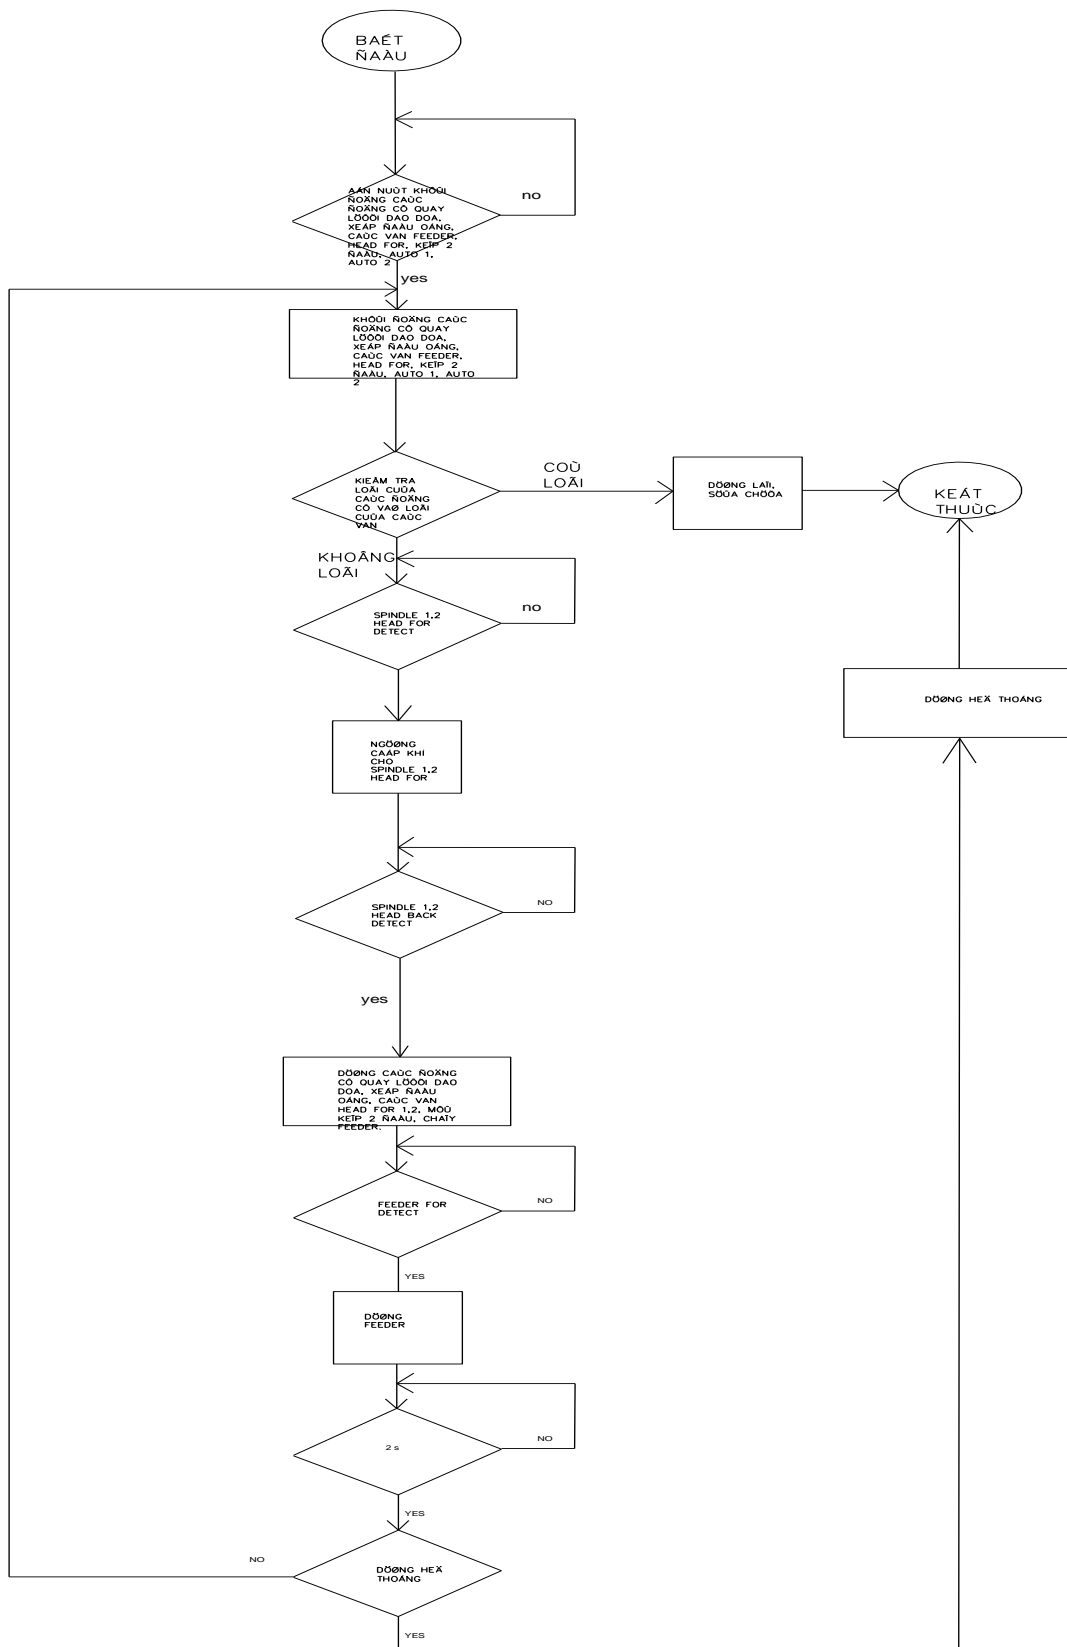 BAÉT
ÑAÀU
no
AÁN NUÙT KHÔÛI
ÑOÄNG CAÙC
ÑOÄNG CÔ QUAY
LÖÔÕI DAO DOA,
XEÁP ÑAÀU OÁNG,
CAÙC VAN FEEDER,
HEAD FOR, KEÏP 2
ÑAÀU, AUTO 1,
AUTO 2
yes
KHÔÛI ÑOÄNG CAÙC
ÑOÄNG CÔ QUAY
LÖÔÕI DAO DOA,
XEÁP ÑAÀU OÁNG,
CAÙC VAN FEEDER,
HEAD FOR, KEÏP 2
ÑAÀU, AUTO 1, AUTO
2
COÙ
LOÃI
KIEÅM TRA
LOÃI CUÛA
CAÙC ÑOÄNG
CÔ VAØ LOÃI
CUÛA CAÙC
VAN
DÖØNG LAÏI,
SÖÛA CHÖÕA
KEÁT
THUÙC
KHOÂNG
LOÃI
no
SPINDLE 1,2
HEAD FOR
DETECT
DÖØNG HEÄ THOÁNG
NGÖØNG
CAÁP KHÍ
CHO
SPINDLE 1,2
HEAD FOR
NO
SPINDLE 1,2
HEAD BACK
DETECT
yes
DÖØNG CAÙC ÑOÄNG
CÔ QUAY LÖÔÕI DAO
DOA, XEÁP ÑAÀU
OÁNG, CAÙC VAN
HEAD FOR 1,2, MÔÛ
KEÏP 2 ÑAÀU, CHAÏY
FEEDER.
FEEDER FOR
DETECT
NO
YES
DÖØNG
FEEDER
NO
2 s
YES
NO
DÖØNG HEÄ
THOÁNG
YES